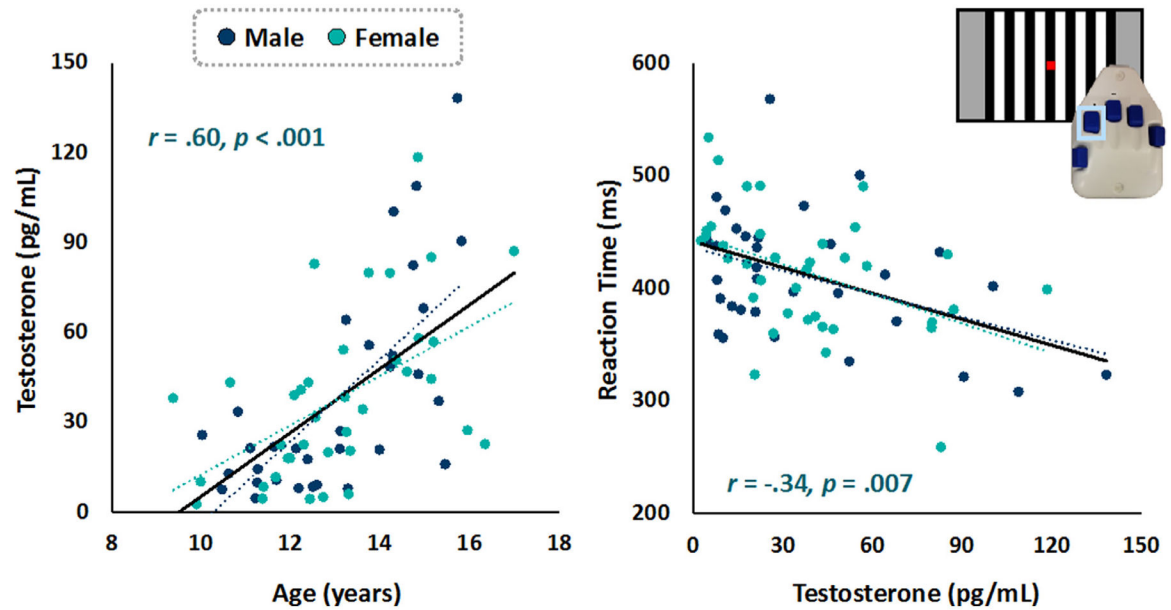 Male Female
150
120
90
60
30
0
Testosterone (pg/mL)
r = .60, p < .001
8 10 12 14 16 18
Age (years)
600
500
400
300
200
Reaction Time (ms)
r = -.34, p = .007
0 30 60 90 120 150
Testosterone (pg/mL)